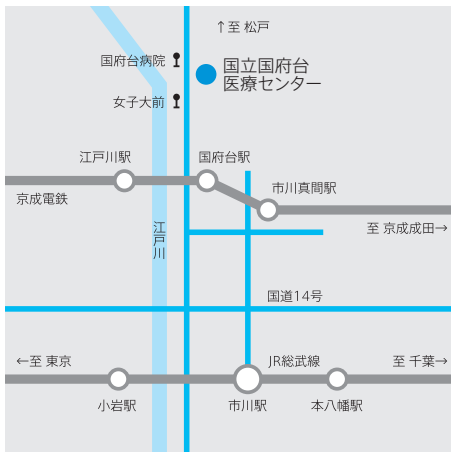 ↑至 松戸
国府台病院
国立国府台
医療センター
女子大前
江戸川駅
国府台駅
市川真間駅
京成電鉄
江戸川
至 京成成田→
国道14号
←至 東京
JR総武線
至 千葉→
小岩駅
市川駅
本八幡駅